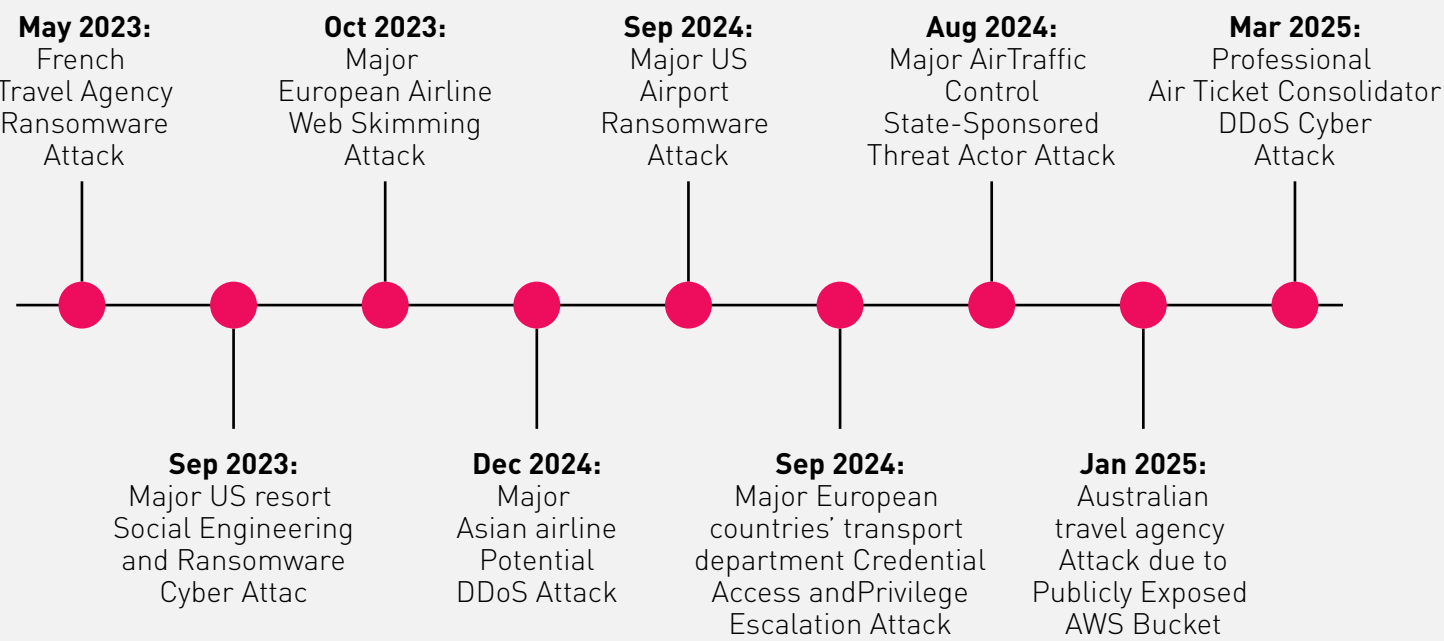 May 2023:
French
Travel Agency
Ransomware
Attack
Oct 2023:
Major
European Airline
Web Skimming
Attack
Sep 2024:
Major US
Airport
Ransomware
Attack
Aug 2024:
Major AirTraffic
Control
State-Sponsored
Threat Actor Attack
Mar 2025:
Professional
Air Ticket Consolidator
DDoS Cyber
Attack
Sep 2023:
Major US resort
Social Engineering
and Ransomware
Cyber Attac
Dec 2024:
Major
Asian airline
Potential
DDoS Attack
Sep 2024:
Major European
countries’ transport
department Credential
Access andPrivilege
Escalation Attack
Jan 2025:
Australian
travel agency
Attack due to
Publicly Exposed
AWS Bucket